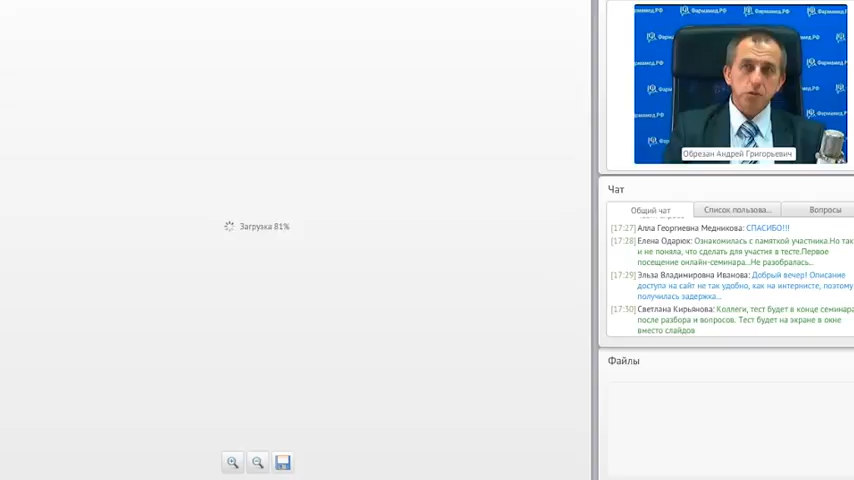 Фармамед.РФ
Обрезан Андрей Григорьевич
Чат
Общий чат
Список пользова...
Вопросы
[17:27] Алла Георгиевна Медникова: СПАСИБО!!!
[17:28] Елена Одарюк: Ознакомилась с памяткой участника.Но так
и не поняла, что сделать для участия в тесте.Первое
посещение онлайн-семинара...Не разобралась...
[17:29] Эльза Владимировна Иванова: Добрый вечер! Описание
доступа на сайт не так удобно, как на интернисте, поэтому
получилась задержка...
[17:30] Светлана Кирьянова: Коллеги, тест будет в конце семинара
после разбора и вопросов. Тест будет на экране в окне
вместо слайдов
Файлы
Загрузка 81%